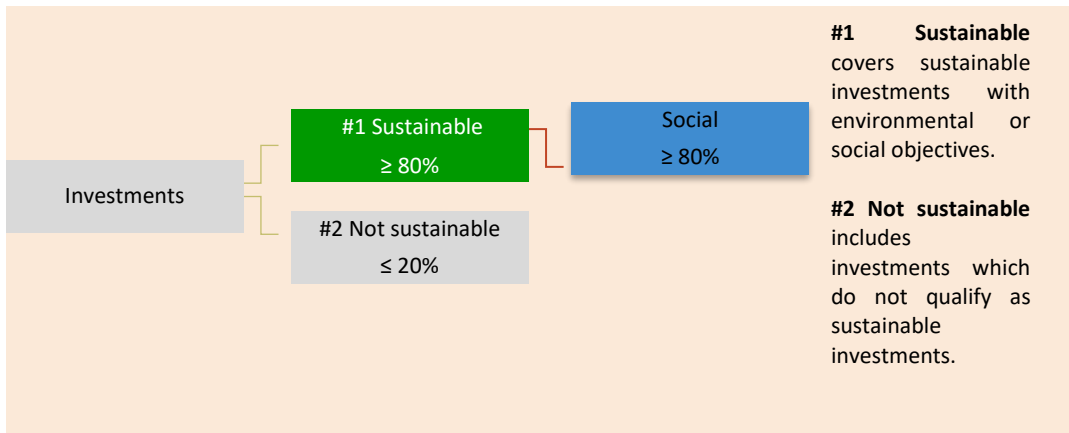 Investments
#1 Sustainable
≥ 80%
#2 Not sustainable
≤ 20%
Social
≥ 80%
#1 Sustainable
covers sustainable
investments with
environmental or
social objectives.
#2 Not sustainable
includes
investments which
do not qualify as
sustainable
investments.